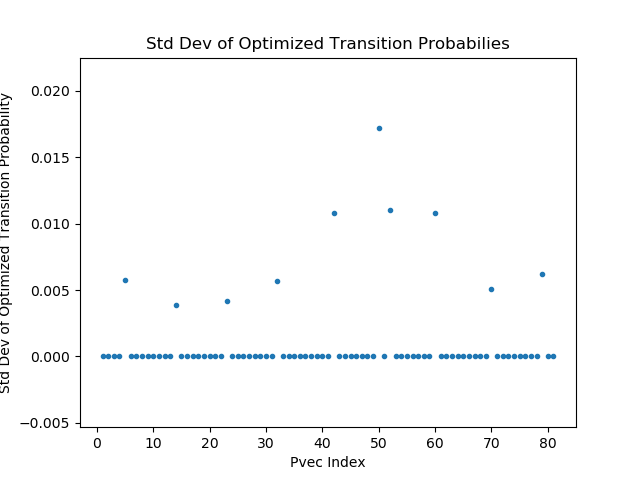 Std Dev of Optimized Transition Probabilies
Std Dev of Optimized Transition Probability
0.020
0.015
0.010
0.005
0.000
−0.005
0 10 20 30 40 50 60 70 80
Pvec Index